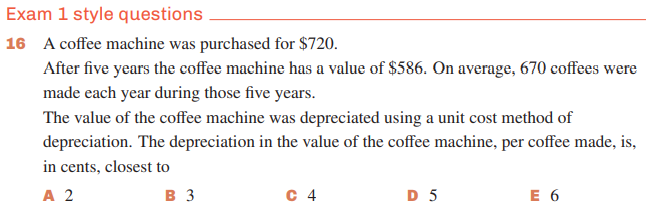 Exam 1 style questions
16 A coffee machine was purchased for $720.
After five years the coffee machine has a value of $586. On average, 670 coffees were
made each year during those five years.
The value of the coffee machine was depreciated using a unit cost method of
depreciation. The depreciation in the value of the coffee machine, per coffee made, is,
in cents, closest to
A 2 B 3 C 4 D 5 E 6